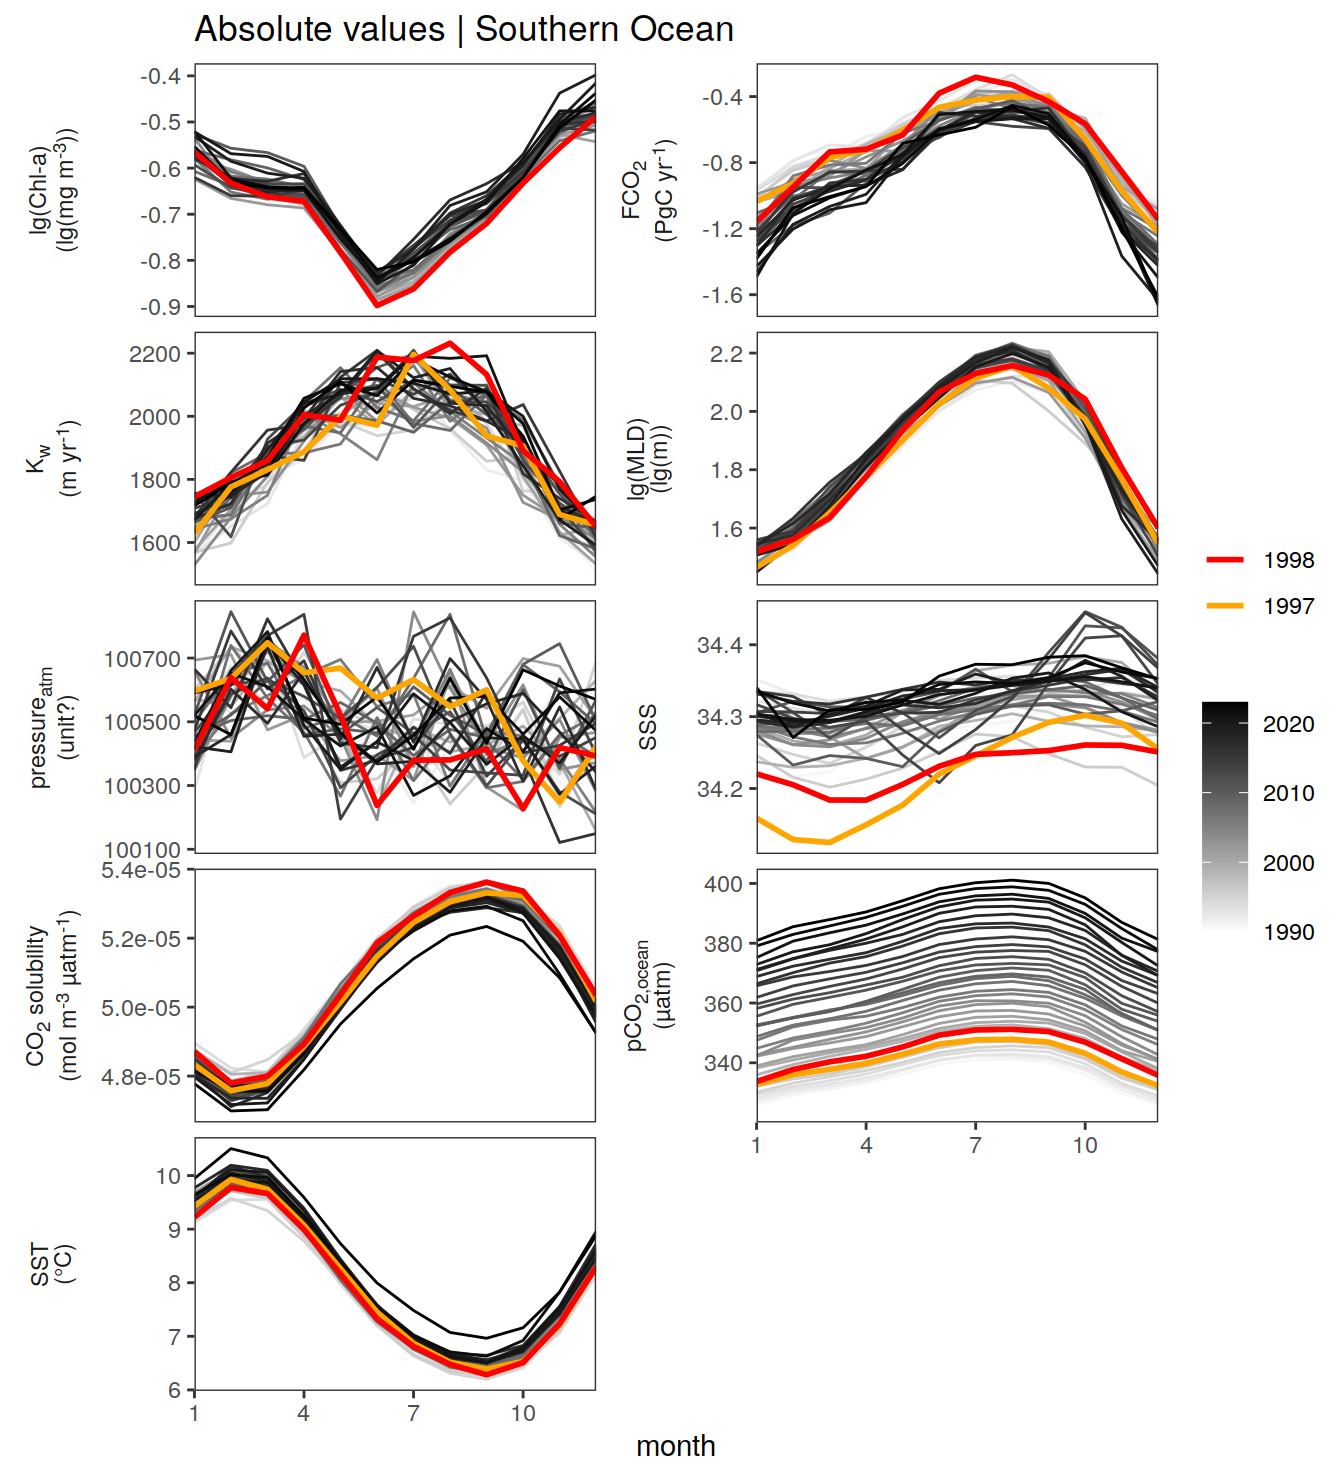 Absolute values | Southern Ocean
lg(Chl-a)
(lg(mg m⁻³))
-0.4
-0.5
-0.6
-0.7
-0.8
-0.9
FCO₂
(PgC yr⁻¹)
-0.4
-0.8
-1.2
-1.6
K_w
(m yr⁻¹)
2200
2000
1800
1600
lg(MLD)
(lg(m))
2.2
2.0
1.8
1.6
pressure_atm
(unit?)
100700
100500
100300
100100
SSS
34.4
34.3
34.2
CO₂ solubility
(mol m⁻³ µatm⁻¹)
5.4e-05
5.2e-05
5.0e-05
4.8e-05
pCO₂,ocean
(µatm)
400
380
360
340
1 4 7 10
SST
(°C)
10
9
8
7
6
1 4 7 10
month
1998
1997
2020
2010
2000
1990